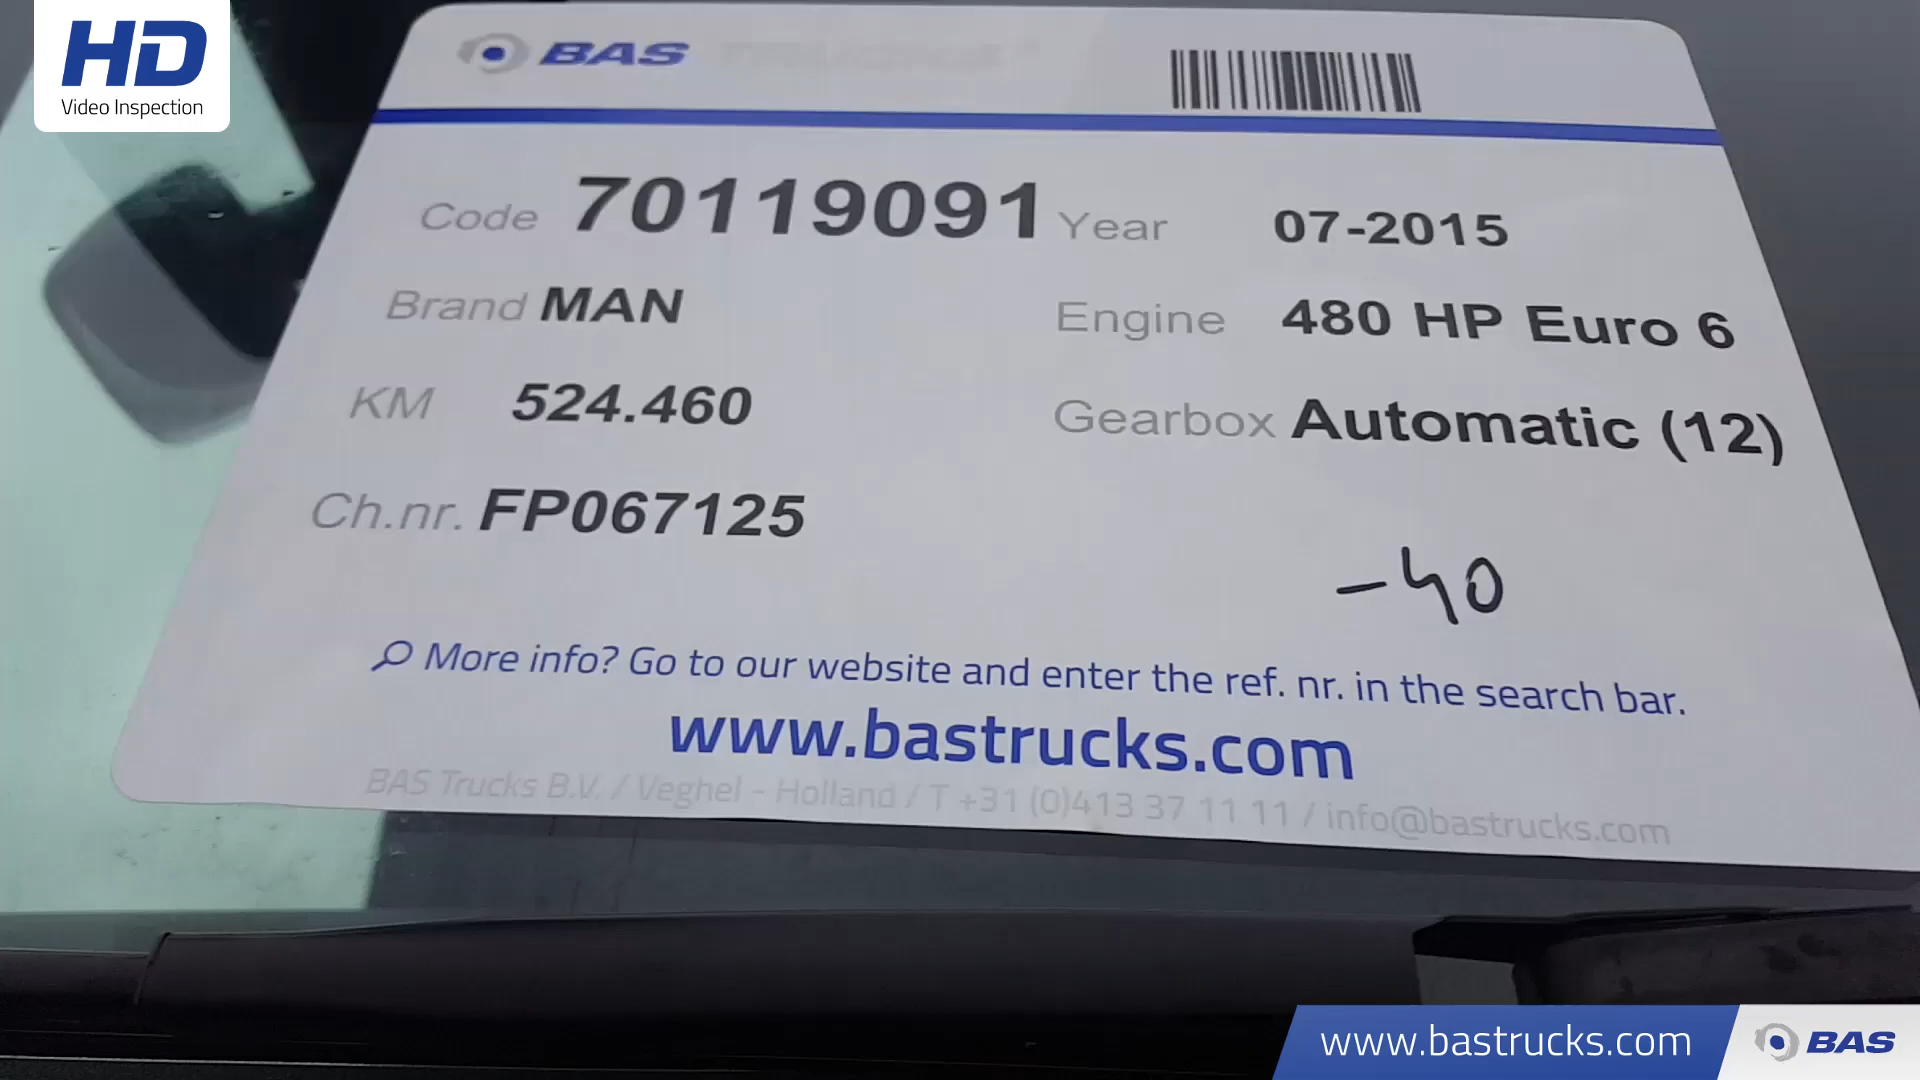 HD
Video Inspection
BAS
Code 70119091 Year 07-2015
Brand MAN Engine 480 HP Euro 6
KM 524.460 Gearbox Automatic (12)
Ch.nr. FP067125
-40
More info? Go to our website and enter the ref. nr. in the search bar.
www.bastrucks.com
BAS Trucks B.V. / Veghel - Holland / T +31 (0)413 37 11 11 / info@bastrucks.com
www.bastrucks.com BAS